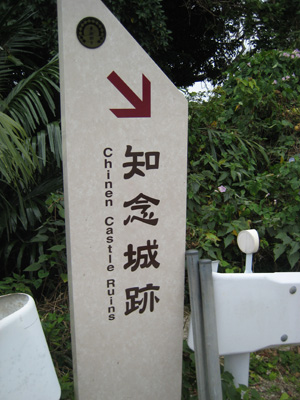 知念城跡
Chinen Castle Ruins